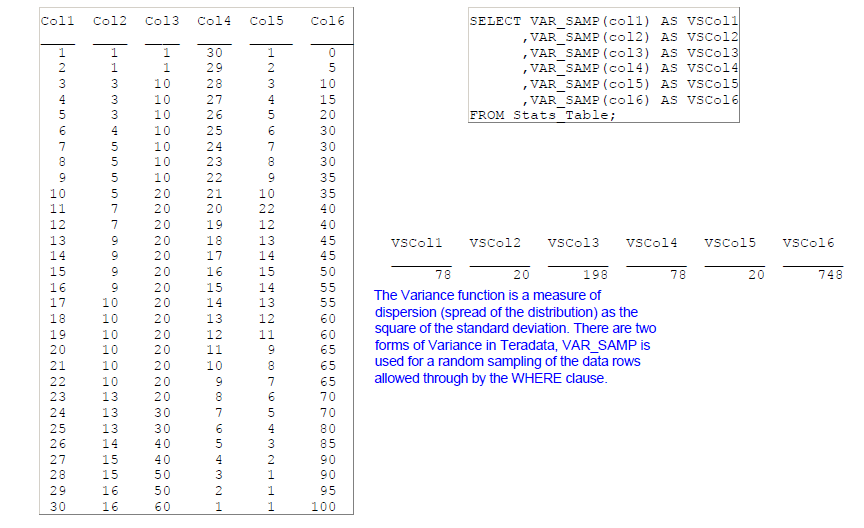 Col1 Col2 Col3 Col4 Col5 Col6
1 1 1 30 1 0
2 1 1 29 2 5
3 3 10 28 3 10
4 3 10 27 4 15
5 3 10 26 5 20
6 4 10 25 6 30
7 5 10 24 7 30
8 5 10 23 8 30
9 5 10 22 9 35
10 5 20 21 10 35
11 7 20 20 22 40
12 7 20 19 12 40
13 9 20 18 13 45
14 9 20 17 14 45
15 9 20 16 15 50
16 9 20 15 14 55
17 10 20 14 13 55
18 10 20 13 12 60
19 10 20 12 11 60
20 10 20 11 9 65
21 10 20 10 8 65
22 10 20 9 7 65
23 13 20 8 6 70
24 13 30 7 5 70
25 13 30 6 4 80
26 14 40 5 3 85
27 15 40 4 2 90
28 15 50 3 1 90
29 16 50 2 1 95
30 16 60 1 1 100
SELECT VAR_SAMP(col1) AS VSCol1
,VAR_SAMP(col2) AS VSCol2
,VAR_SAMP(col3) AS VSCol3
,VAR_SAMP(col4) AS VSCol4
,VAR_SAMP(col5) AS VSCol5
,VAR_SAMP(col6) AS VSCol6
FROM Stats_Table;
VSCol1 VSCol2 VSCol3 VSCol4 VSCol5 VSCol6
78 20 198 78 20 748
The Variance function is a measure of
dispersion (spread of the distribution) as the
square of the standard deviation. There are two
forms of Variance in Teradata, VAR_SAMP is
used for a random sampling of the data rows
allowed through by the WHERE clause.